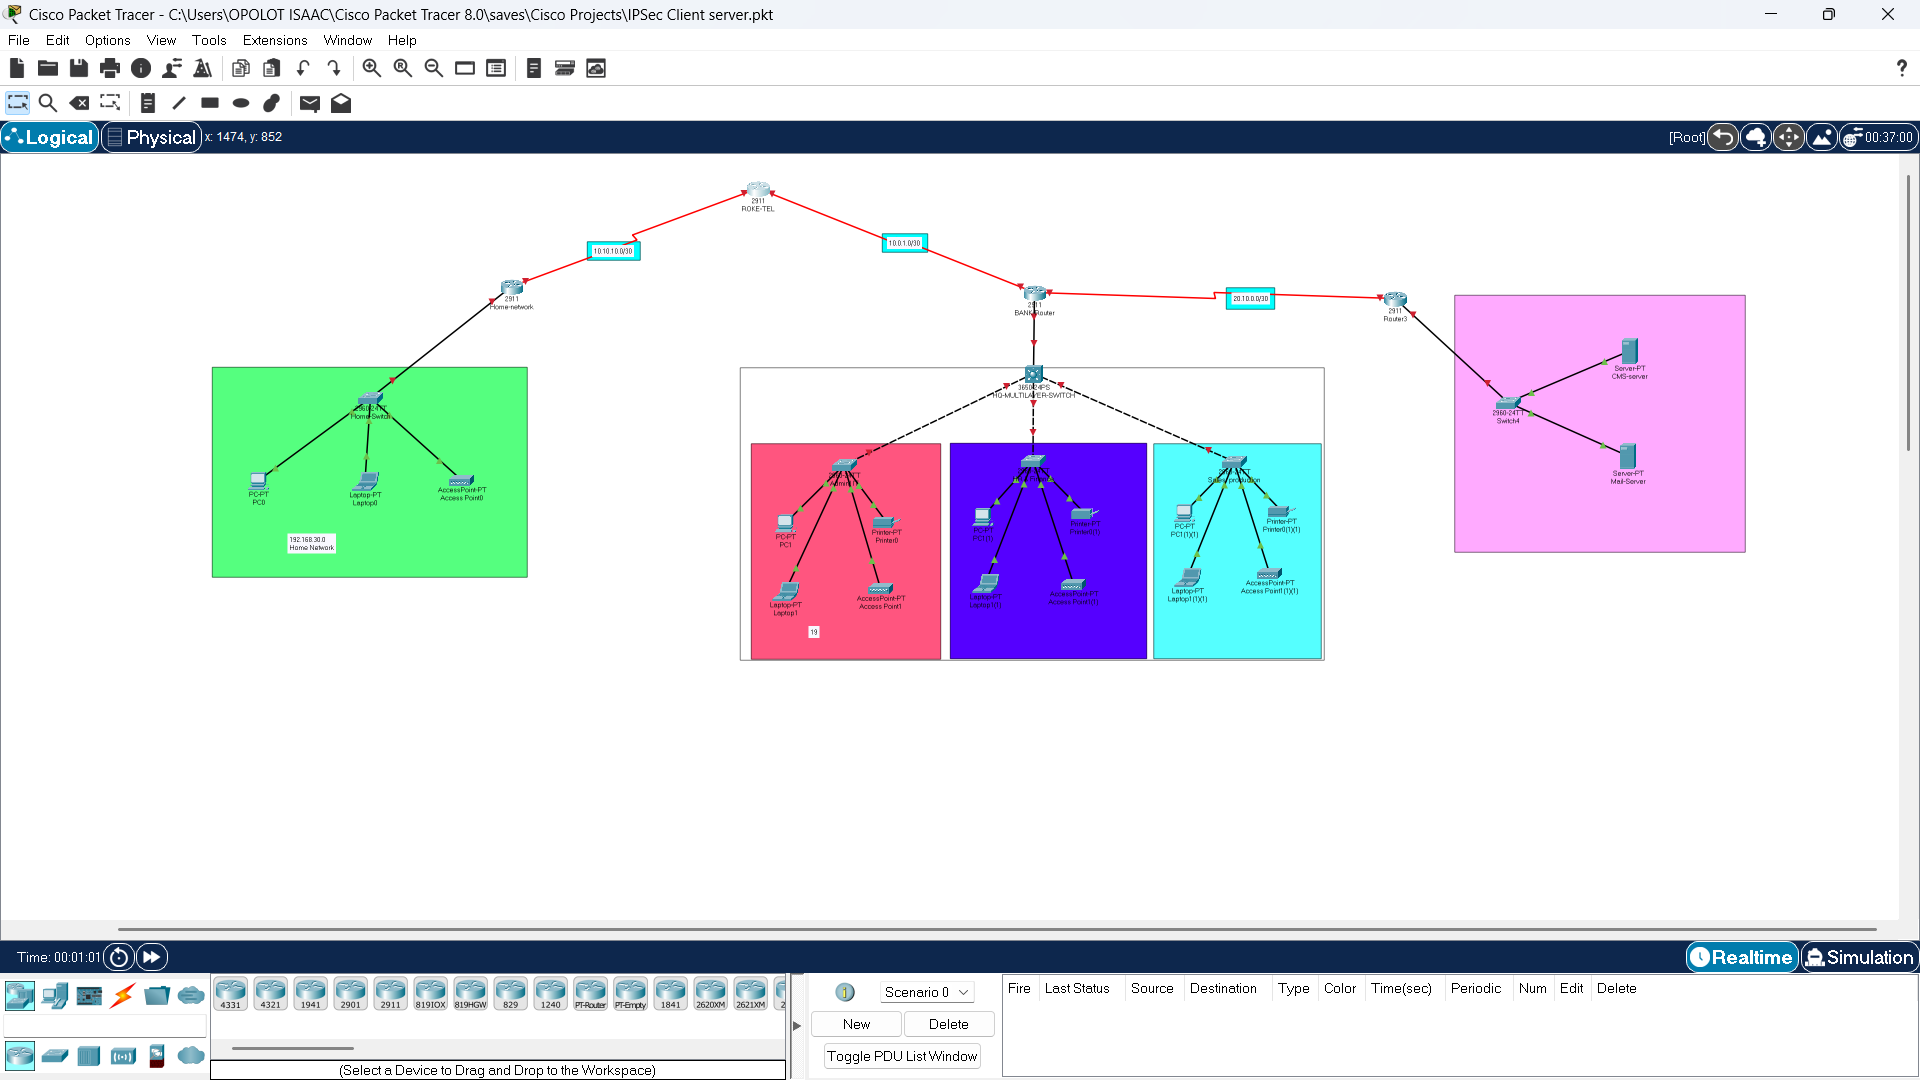 Cisco Packet Tracer - C:\Users\OPOLOT ISAAC\Cisco Packet Tracer 8.0\saves\Cisco Projects\IPSec Client server.pkt
File Edit Options View Tools Extensions Window Help
?
Logical Physical x: 1474, y: 852
[Root] 00:37:00
2911
ROKE-TEL
10.10.10.0/30
10.0.1.0/30
2911
Home-network
2911
BANK-Router
20.10.0.0/30
2911
Router3
2960-24TT
Home-Switch
PC-PT
PC0
Laptop-PT
Laptop0
AccessPoint-PT
Access Point0
192.168.30.0
Home Network
3650-24PS
HQ-MULTILAYER-SWITCH
2960-24TT
Admin
PC-PT
PC1
Printer-PT
Printer0
Laptop-PT
Laptop1
AccessPoint-PT
Access Point1
19
PC-PT
PC1(1)
Printer-PT
Printer0(1)
Laptop-PT
Laptop1(1)
AccessPoint-PT
Access Point1(1)
2960-24TT
Sales/production
PC-PT
PC1(1)(1)
Printer-PT
Printer0(1)(1)
Laptop-PT
Laptop1(1)(1)
AccessPoint-PT
Access Point1(1)(1)
Server-PT
CMS-server
2960-24TT
Switch4
Server-PT
Mail-Server
Time: 00:01:01
Realtime Simulation
4331 4321 1941 2901 2911 819IOX 819HGW 829 1240 PT-Router PT-Empty 1841 2620XM 2621XM 2
(Select a Device to Drag and Drop to the Workspace)
Scenario 0
New Delete
Toggle PDU List Window
Fire Last Status Source Destination Type Color Time(sec) Periodic Num Edit Delete